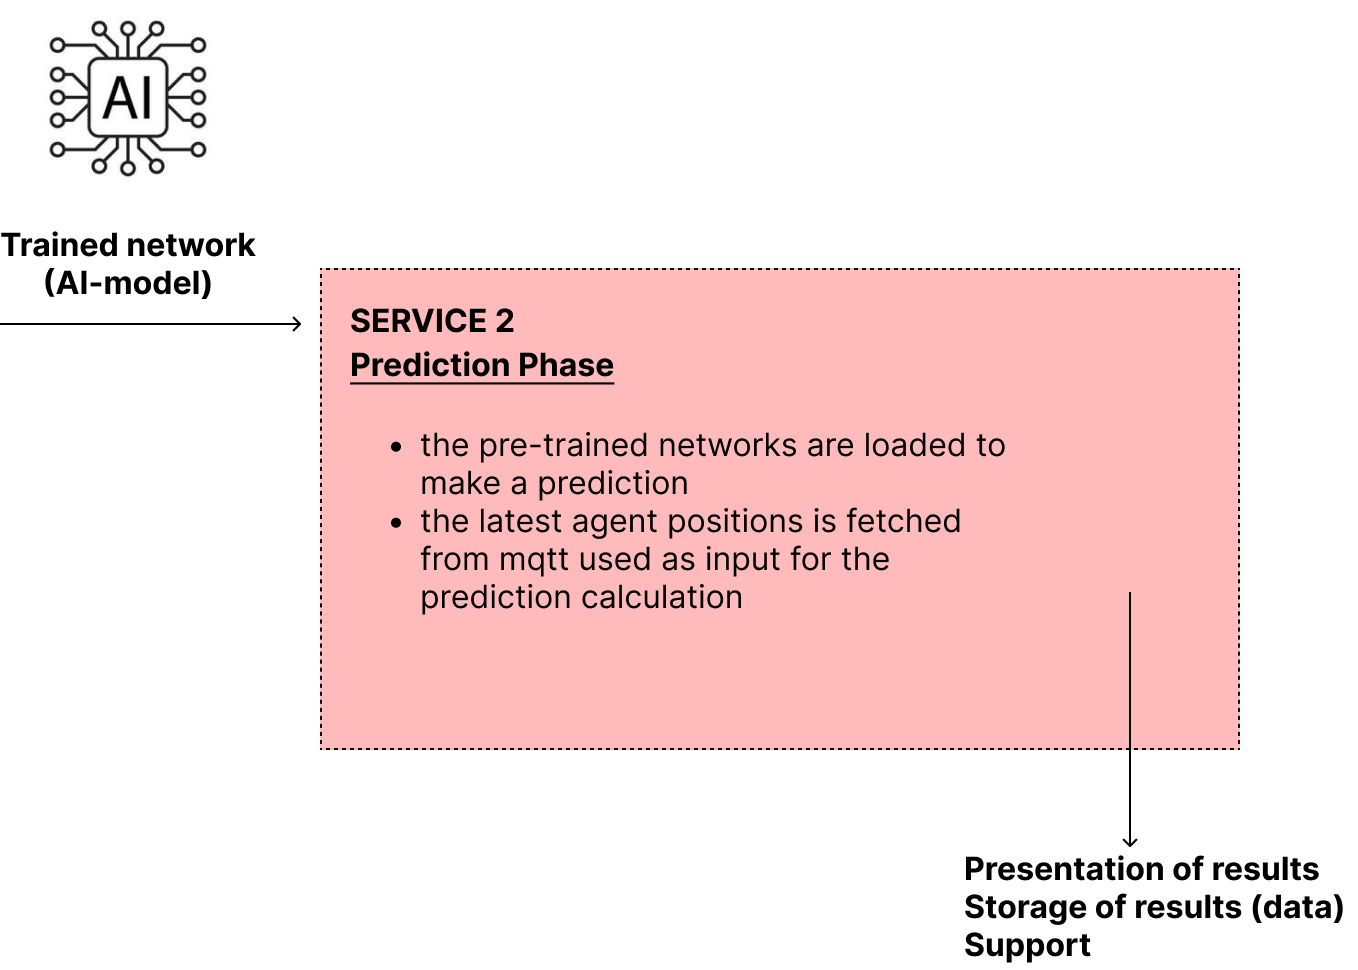 AI
Trained network
(AI-model)
SERVICE 2
Prediction Phase
• the pre-trained networks are loaded to
make a prediction
• the latest agent positions is fetched
from mqtt used as input for the
prediction calculation
Presentation of results
Storage of results (data)
Support